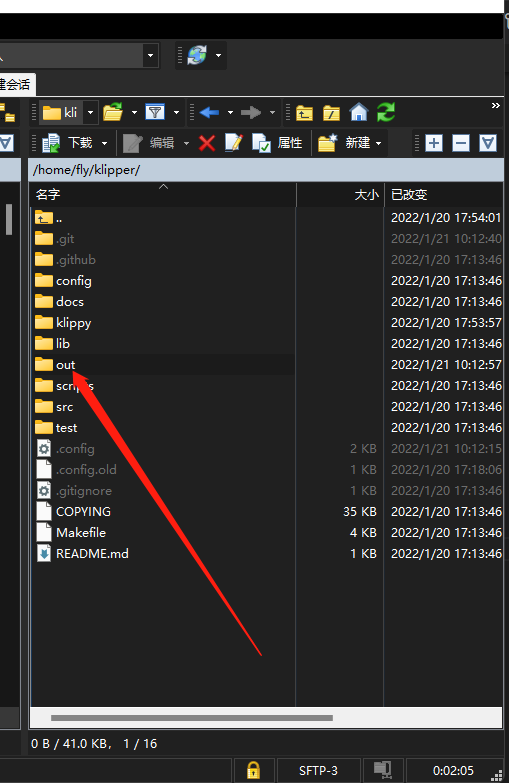 建会话
kli
下载 编辑 属性 新建
/home/fly/klipper/
名字 大小 已改变
.. 2022/1/20 17:54:01
.git 2022/1/21 10:12:40
.github 2022/1/20 17:13:46
config 2022/1/20 17:13:46
docs 2022/1/20 17:13:46
klippy 2022/1/20 17:53:57
lib 2022/1/20 17:13:46
out 2022/1/20 10:12:57
scripts 2022/1/20 17:13:46
src 2022/1/20 17:13:46
test 2022/1/20 17:13:46
.config 2 KB 2022/1/21 10:12:15
.config.old 1 KB 2022/1/20 17:18:06
.gitignore 1 KB 2022/1/20 17:13:46
COPYING 35 KB 2022/1/20 17:13:46
Makefile 4 KB 2022/1/20 17:13:46
README.md 1 KB 2022/1/20 17:13:46
0 B / 41.0 KB, 1 / 16
SFTP-3 0:02:05